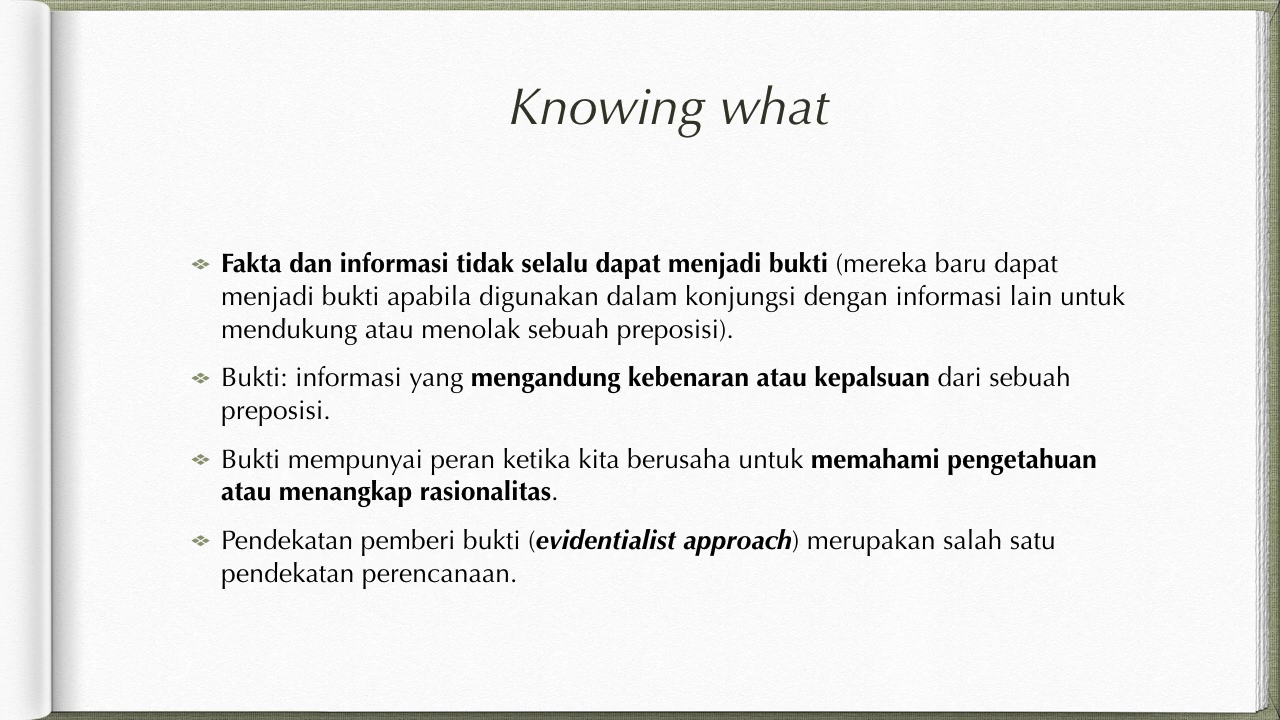 Knowing what
Fakta dan informasi tidak selalu dapat menjadi bukti (mereka baru dapat
menjadi bukti apabila digunakan dalam konjungsi dengan informasi lain untuk
mendukung atau menolak sebuah preposisi).
Bukti: informasi yang mengandung kebenaran atau kepalsuan dari sebuah
preposisi.
Bukti mempunyai peran ketika kita berusaha untuk memahami pengetahuan
atau menangkap rasionalitas.
Pendekatan pemberi bukti (evidentialist approach) merupakan salah satu
pendekatan perencanaan.